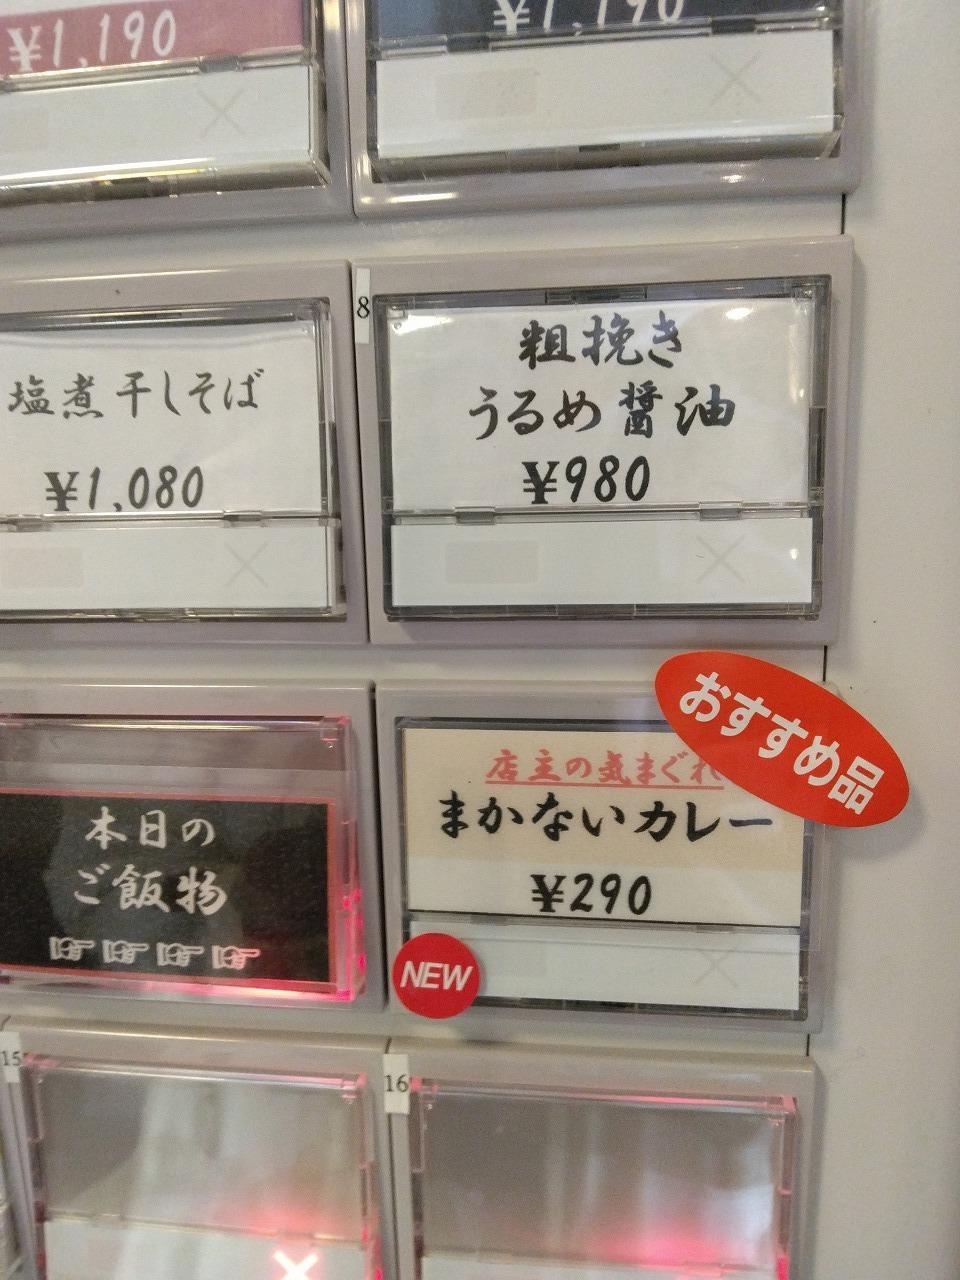 ¥1,190
¥1,190
8
塩煮干しそば
¥1,080
粗挽き
うるめ醤油
¥980
おすすめ品
本日の
ご飯物
店主の気まぐれ
まかないカレー
¥290
NEW
15
16